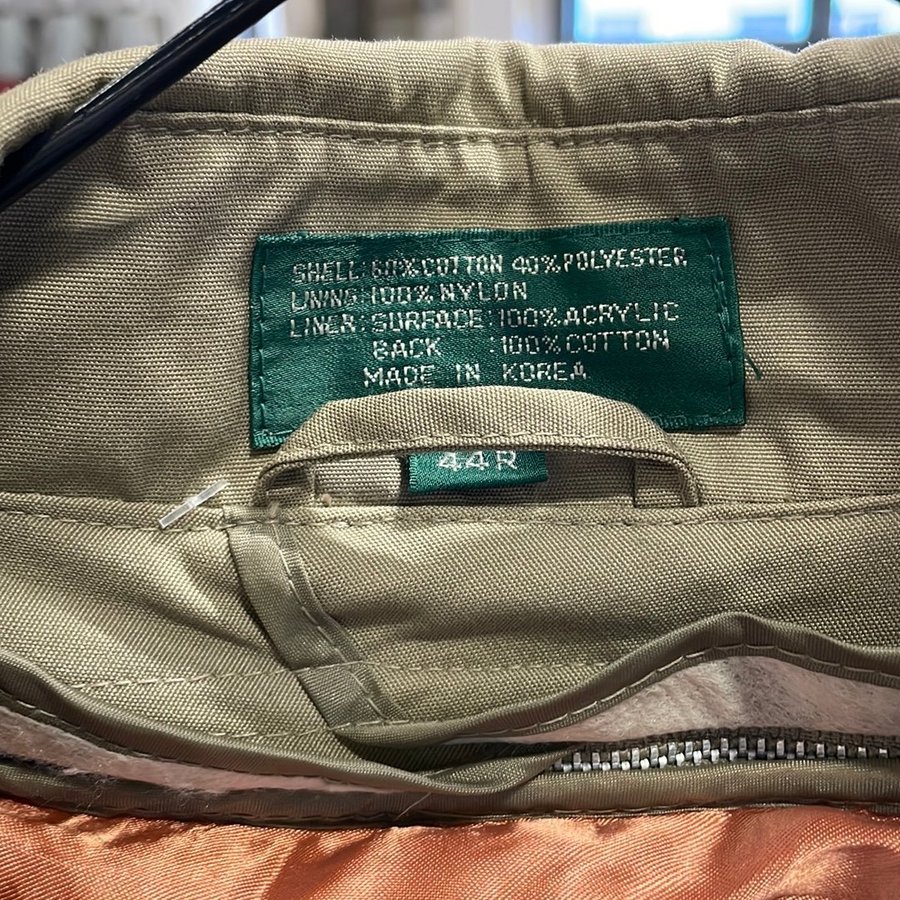 SHELL: 60% COTTON 40% POLYESTER
LINING: 100% NYLON
LINER: SURFACE: 100% ACRYLIC
BACK : 100% COTTON
MADE IN KOREA
44R